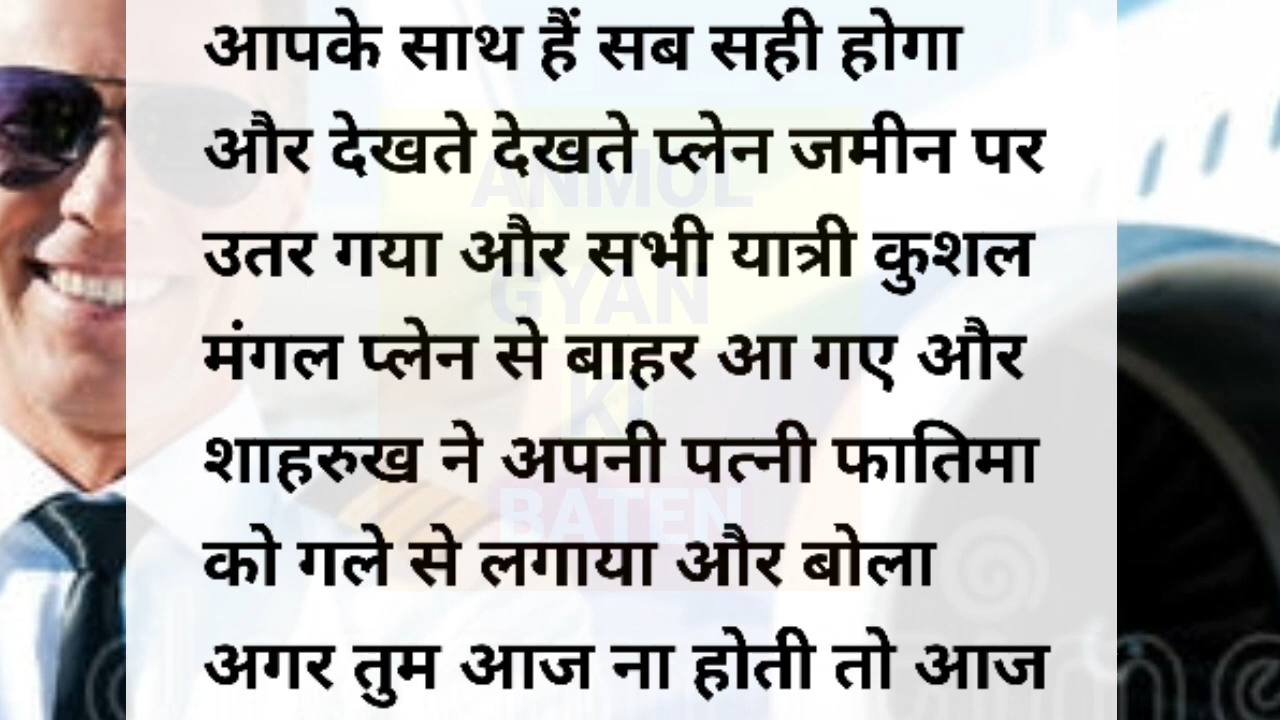 आपके साथ हैं सब सही होगा
और देखते देखते प्लेन जमीन पर
उतर गया और सभी यात्री कुशल
मंगल प्लेन से बाहर आ गए और
शाहरुख ने अपनी पत्नी फातिमा
को गले से लगाया और बोला
अगर तुम आज ना होती तो आज
ANMOL
GYAN
KI
BATEN